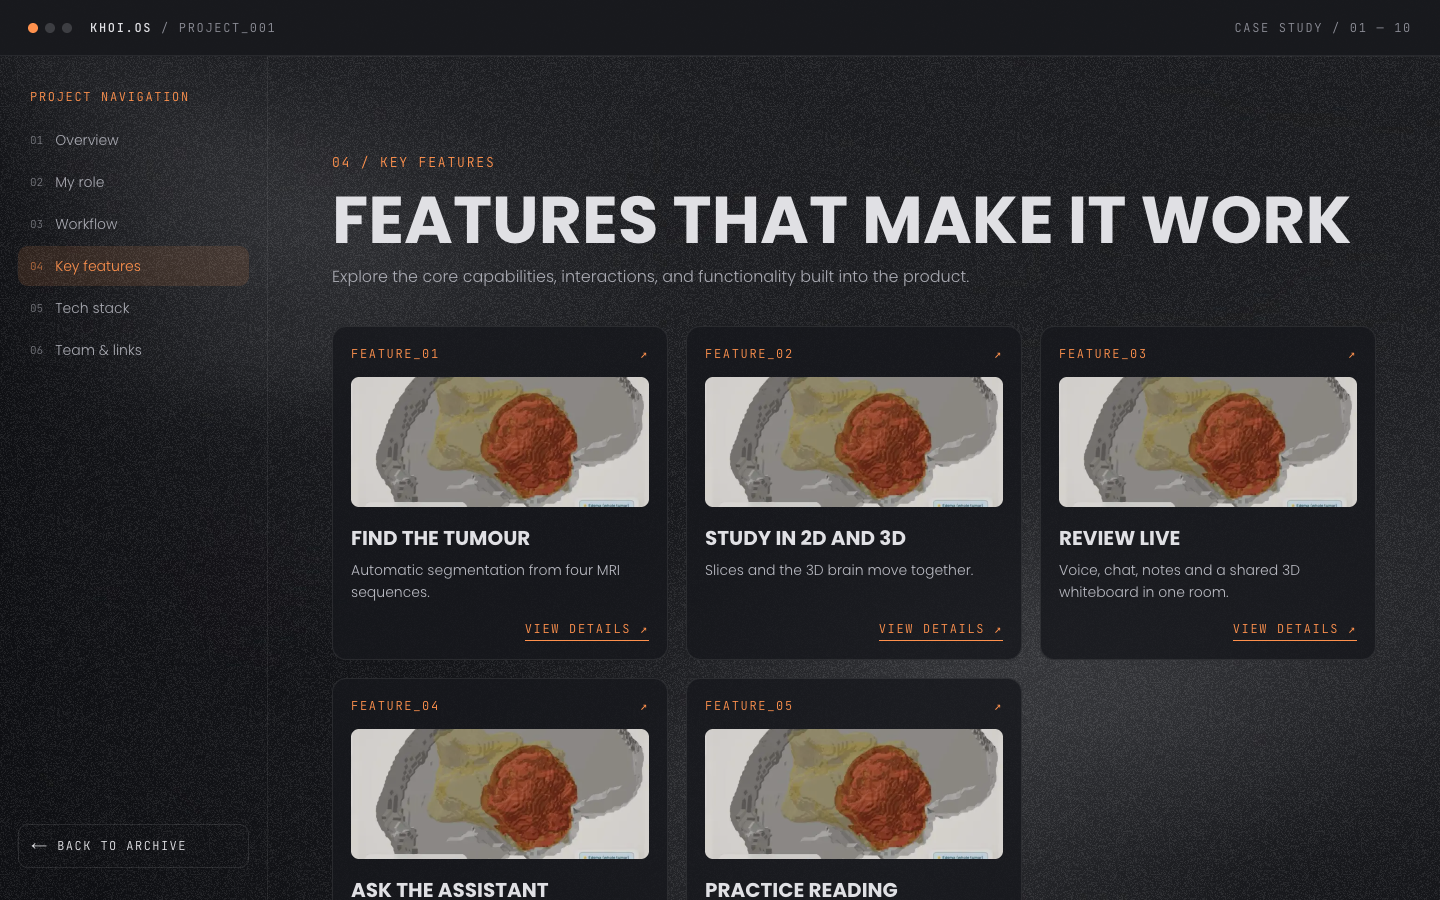 KHOI.OS / PROJECT_001
CASE STUDY / 01 — 10
PROJECT NAVIGATION
01 Overview
02 My role
03 Workflow
04 Key features
05 Tech stack
06 Team & links
← BACK TO ARCHIVE
04 / KEY FEATURES
FEATURES THAT MAKE IT WORK
Explore the core capabilities, interactions, and functionality built into the product.
FEATURE_01 ↗
FIND THE TUMOUR
Automatic segmentation from four MRI
sequences.
VIEW DETAILS ↗
FEATURE_02 ↗
STUDY IN 2D AND 3D
Slices and the 3D brain move together.
VIEW DETAILS ↗
FEATURE_03 ↗
REVIEW LIVE
Voice, chat, notes and a shared 3D
whiteboard in one room.
VIEW DETAILS ↗
FEATURE_04 ↗
ASK THE ASSISTANT
FEATURE_05 ↗
PRACTICE READING